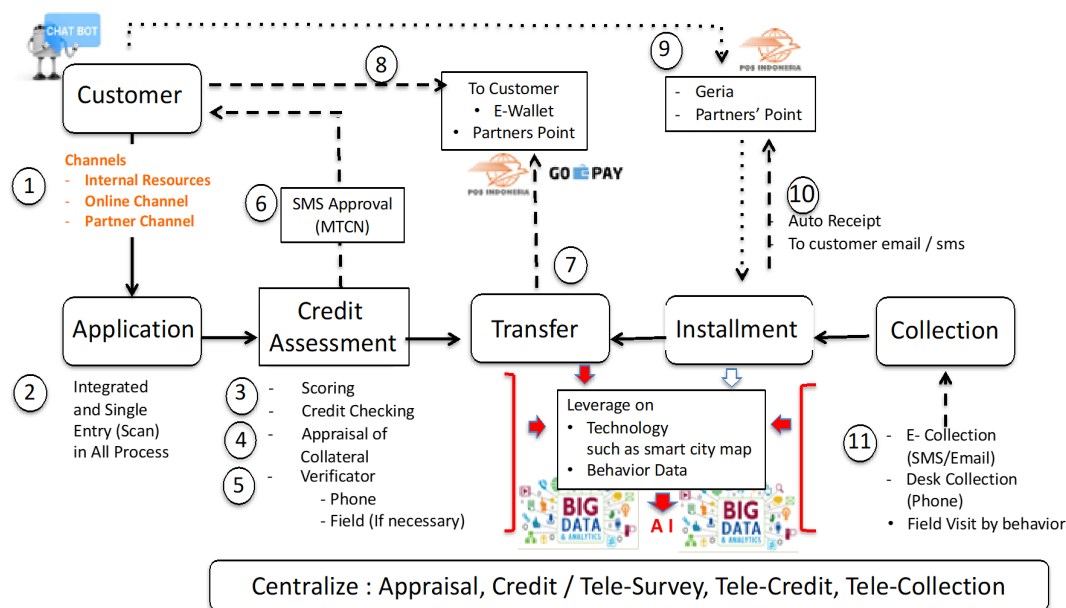 CHAT BOT
Customer
8
9
POS INDONESIA
To Customer
• E-Wallet
• Partners Point
- Geria
- Partners' Point
POS INDONESIA
GO PAY
1
Channels
- Internal Resources
- Online Channel
- Partner Channel
6
SMS Approval
(MTCN)
7
10
- Auto Receipt
- To customer email / sms
Application
Credit
Assessment
Transfer
Installment
Collection
2
Integrated
and Single
Entry (Scan)
in All Process
3
- Scoring
- Credit Checking
4
- Appraisal of
Collateral
5
- Verificator
- Phone
- Field (If necessary)
Leverage on
• Technology
such as smart city map
• Behavior Data
BIG
DATA
& ANALYTICS
A I
BIG
DATA
& ANALYTICS
11
- E- Collection
(SMS/Email)
- Desk Collection
(Phone)
• Field Visit by behavior
Centralize : Appraisal, Credit / Tele-Survey, Tele-Credit, Tele-Collection